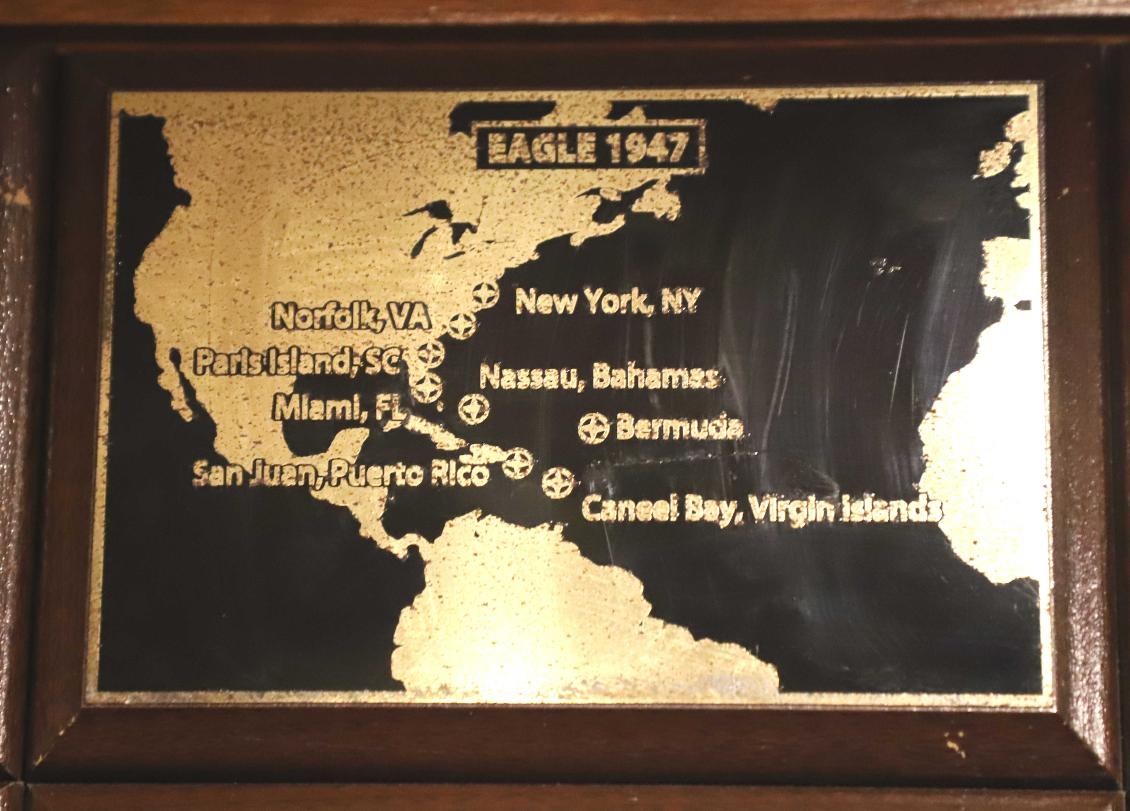 EAGLE 1947
New York, NY
Norfolk, VA
Paris Island, SC
Nassau, Bahamas
Miami, FL
Bermuda
San Juan, Puerto Rico
Caneel Bay, Virgin Islands